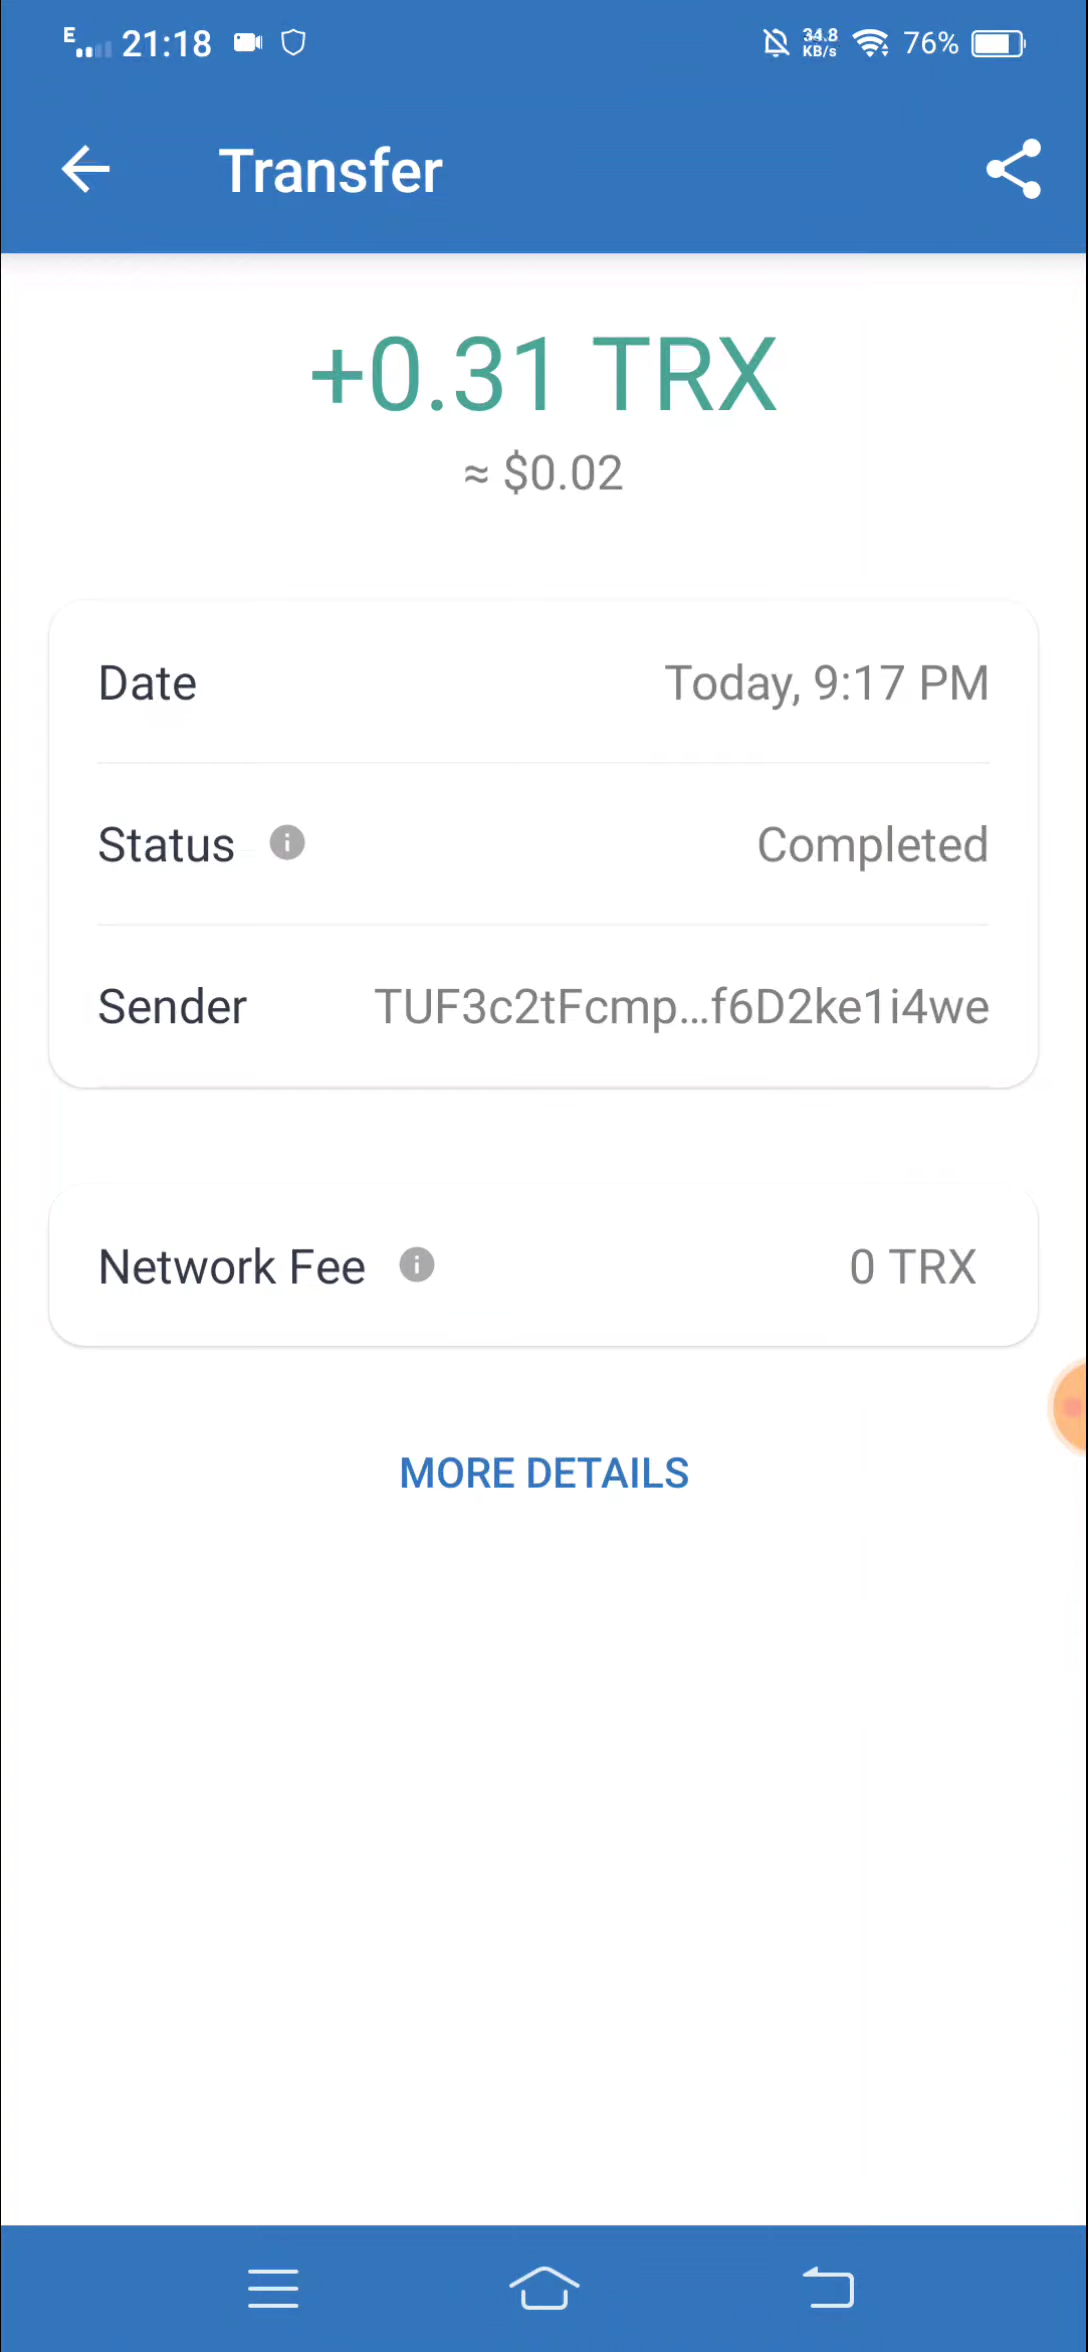 E 21:18 34.8 KB/s 76%
Transfer
+0.31 TRX
≈ $0.02
Date Today, 9:17 PM
Status Completed
Sender TUF3c2tFcmp...f6D2ke1i4we
Network Fee 0 TRX
MORE DETAILS